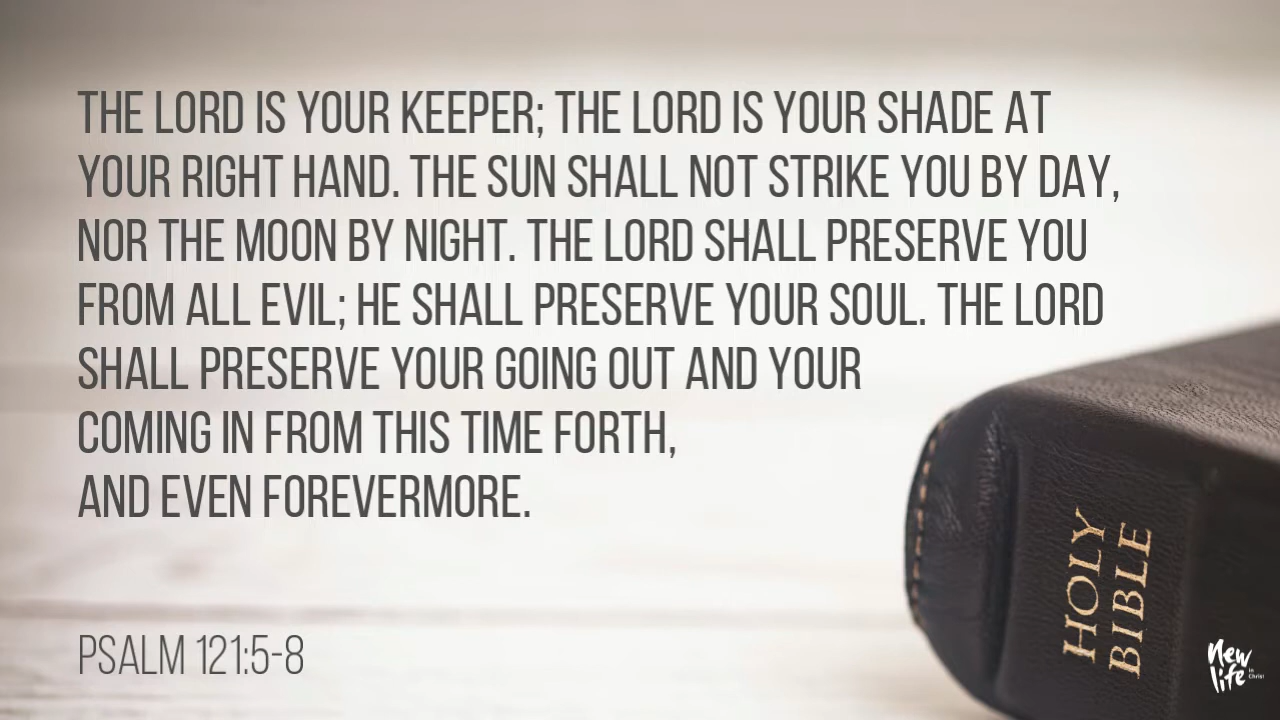 THE LORD IS YOUR KEEPER; THE LORD IS YOUR SHADE AT
YOUR RIGHT HAND. THE SUN SHALL NOT STRIKE YOU BY DAY,
NOR THE MOON BY NIGHT. THE LORD SHALL PRESERVE YOU
FROM ALL EVIL; HE SHALL PRESERVE YOUR SOUL. THE LORD
SHALL PRESERVE YOUR GOING OUT AND YOUR
COMING IN FROM THIS TIME FORTH,
AND EVEN FOREVERMORE.
PSALM 121:5-8
HOLY
BIBLE
New
life in Christ